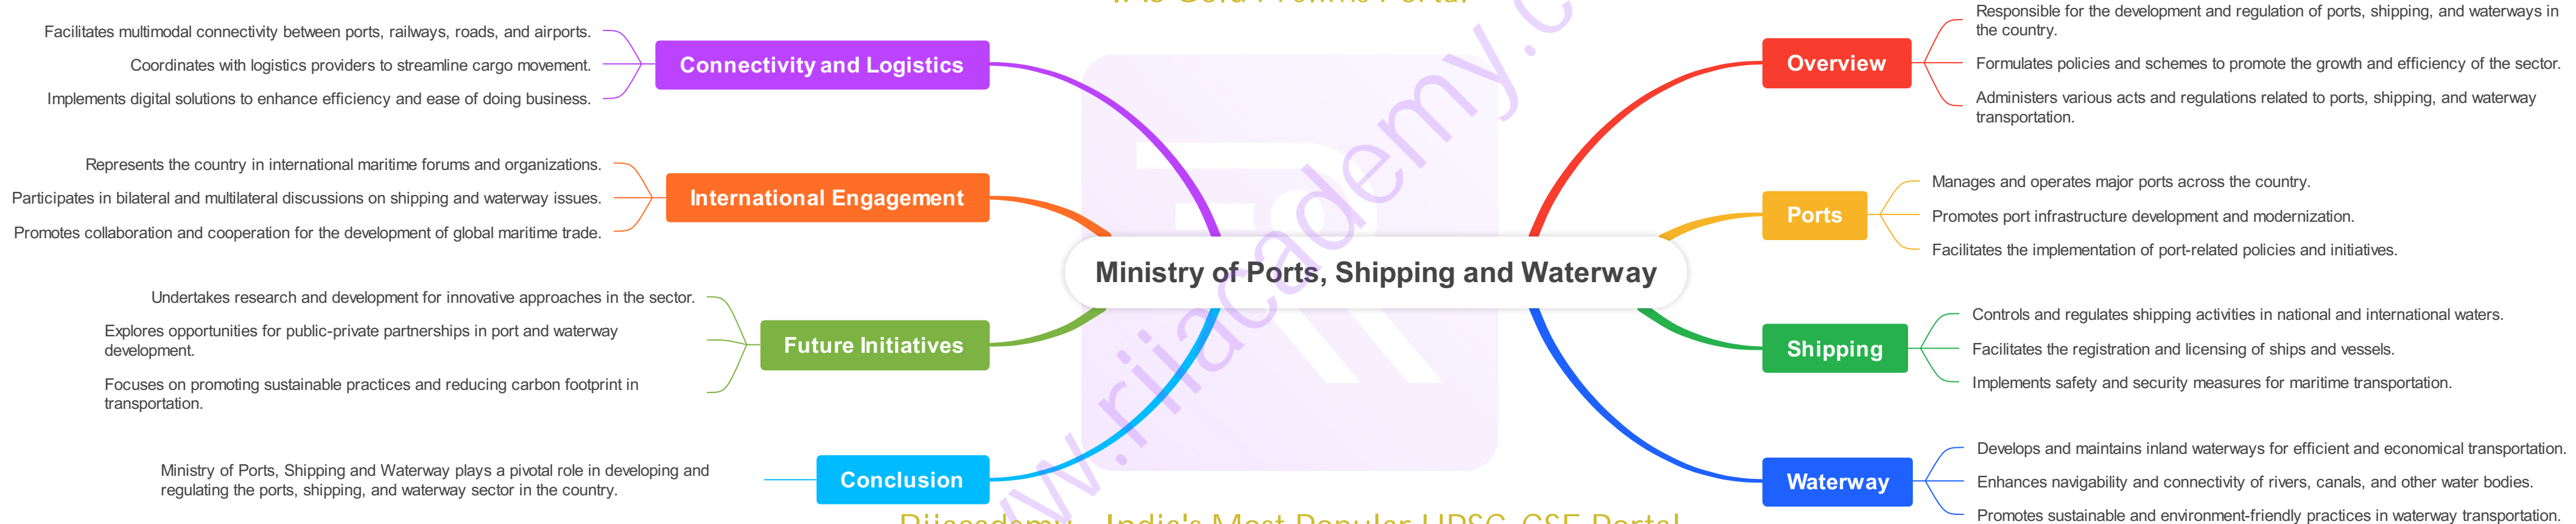 Ministry of Ports, Shipping and Waterway
Overview
Responsible for the development and regulation of ports, shipping, and waterways in
the country.
Formulates policies and schemes to promote the growth and efficiency of the sector.
Administers various acts and regulations related to ports, shipping, and waterway
transportation.
Ports
Manages and operates major ports across the country.
Promotes port infrastructure development and modernization.
Facilitates the implementation of port-related policies and initiatives.
Shipping
Controls and regulates shipping activities in national and international waters.
Facilitates the registration and licensing of ships and vessels.
Implements safety and security measures for maritime transportation.
Waterway
Develops and maintains inland waterways for efficient and economical transportation.
Enhances navigability and connectivity of rivers, canals, and other water bodies.
Promotes sustainable and environment-friendly practices in waterway transportation.
Connectivity and Logistics
Facilitates multimodal connectivity between ports, railways, roads, and airports.
Coordinates with logistics providers to streamline cargo movement.
Implements digital solutions to enhance efficiency and ease of doing business.
International Engagement
Represents the country in international maritime forums and organizations.
Participates in bilateral and multilateral discussions on shipping and waterway issues.
Promotes collaboration and cooperation for the development of global maritime trade.
Future Initiatives
Undertakes research and development for innovative approaches in the sector.
Explores opportunities for public-private partnerships in port and waterway
development.
Focuses on promoting sustainable practices and reducing carbon footprint in
transportation.
Conclusion
Ministry of Ports, Shipping and Waterway plays a pivotal role in developing and
regulating the ports, shipping, and waterway sector in the country.
w.rijacademy.c
India's Most Popular UPSC CSE Portal